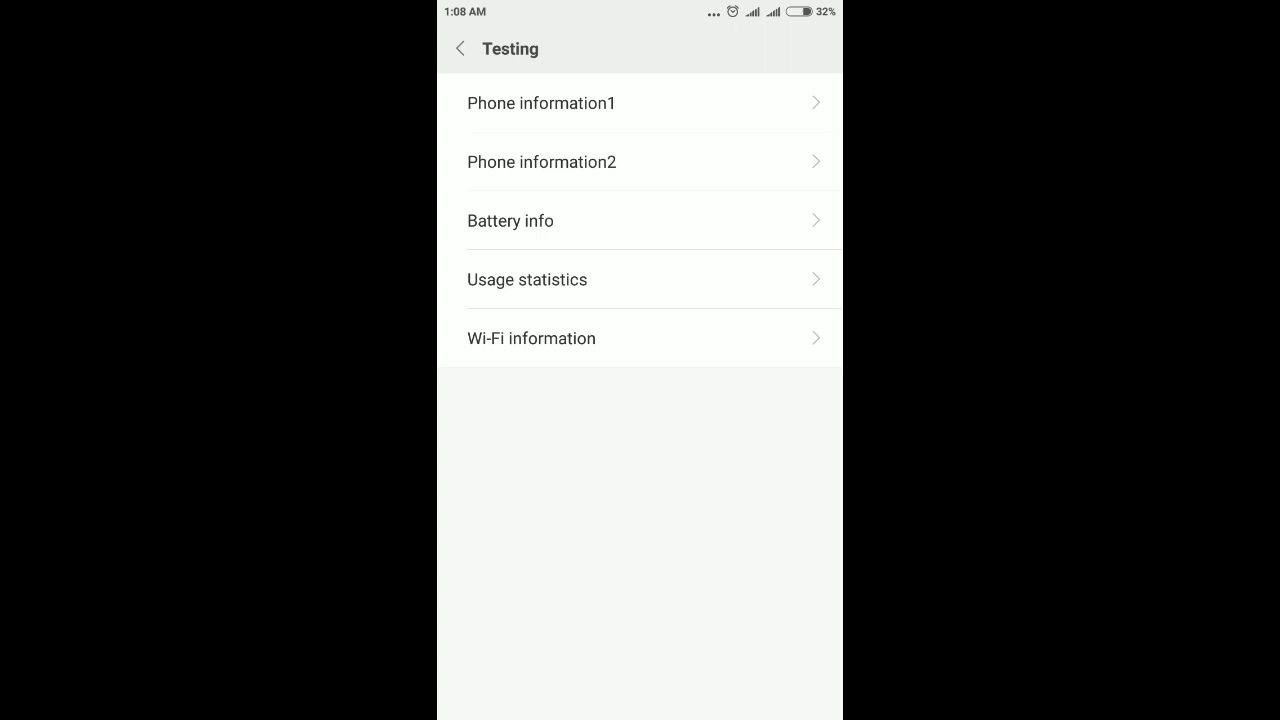 1:08 AM 32%
Testing
Phone information1
Phone information2
Battery info
Usage statistics
Wi-Fi information